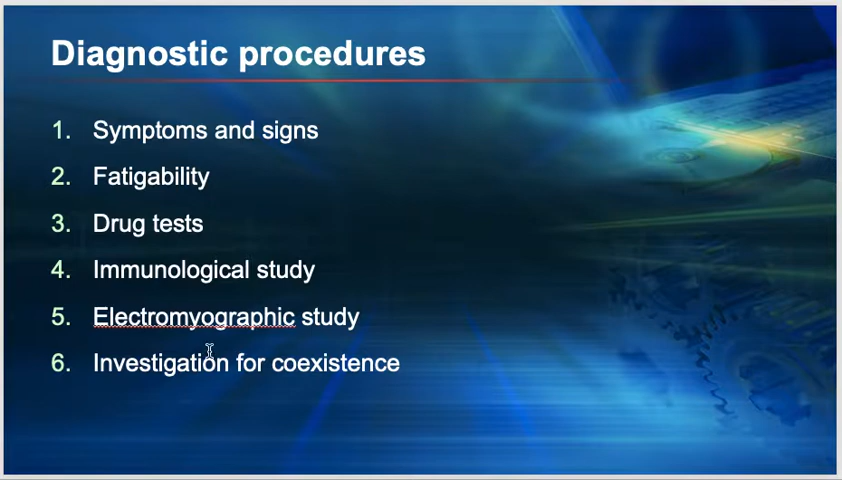 Diagnostic procedures
1. Symptoms and signs
2. Fatigability
3. Drug tests
4. Immunological study
5. Electromyographic study
6. Investigation for coexistence